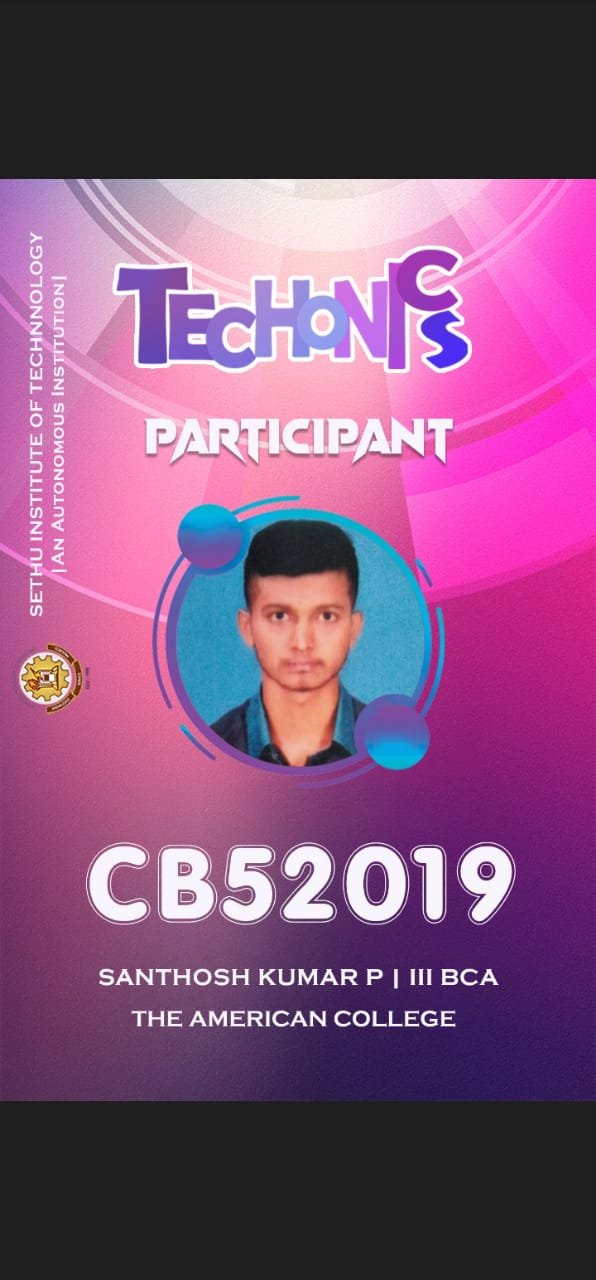 SETHU INSTITUTE OF TECHNNOLOGY
|AN AUTONOMOUS INSTITUTION|
TECHONICS
PARTICIPANT
CB52019
SANTHOSH KUMAR P | III BCA
THE AMERICAN COLLEGE